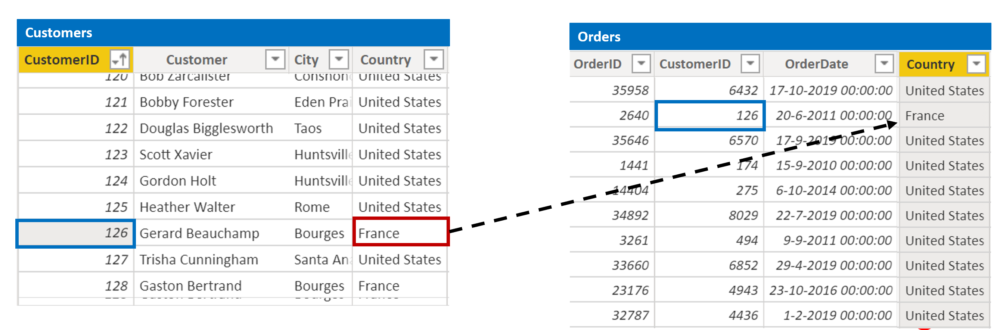 Customers
CustomerID Customer City Country
120 Bob Zarcalister United States
121 Bobby Forester Eden Prai United States
122 Douglas Bigglesworth Taos United States
123 Scott Xavier Huntsville United States
124 Gordon Holt Huntsville United States
125 Heather Walter Rome United States
126 Gerard Beauchamp Bourges France
127 Trisha Cunningham Santa Ana United States
128 Gaston Bertrand Bourges France
Orders
OrderID CustomerID OrderDate Country
35958 6432 17-10-2019 00:00:00 United States
2640 126 20-6-2011 00:00:00 France
35646 6570 17-9-2019 00:00:00 United States
1441 174 15-9-2010 00:00:00 United States
14404 275 6-10-2014 00:00:00 United States
34892 8029 22-7-2019 00:00:00 United States
3261 494 9-9-2011 00:00:00 United States
33660 6852 29-4-2019 00:00:00 United States
23176 4943 23-10-2016 00:00:00 United States
32787 4436 1-2-2019 00:00:00 United States